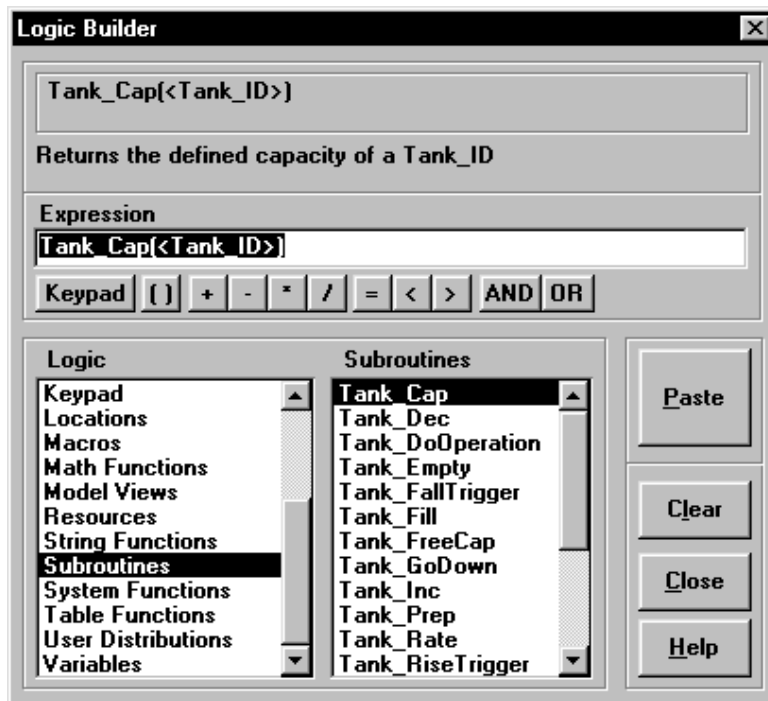 Logic Builder
Tank_Cap(<Tank_ID>)
Returns the defined capacity of a Tank_ID
Expression
Tank_Cap(<Tank_ID>)
Keypad ( ) + - * / = < > AND OR
Logic
Keypad
Locations
Macros
Math Functions
Model Views
Resources
String Functions
Subroutines
System Functions
Table Functions
User Distributions
Variables
Subroutines
Tank_Cap
Tank_Dec
Tank_DoOperation
Tank_Empty
Tank_FallTrigger
Tank_Fill
Tank_FreeCap
Tank_GoDown
Tank_Inc
Tank_Prep
Tank_Rate
Tank_RiseTrigger
Paste
Clear
Close
Help